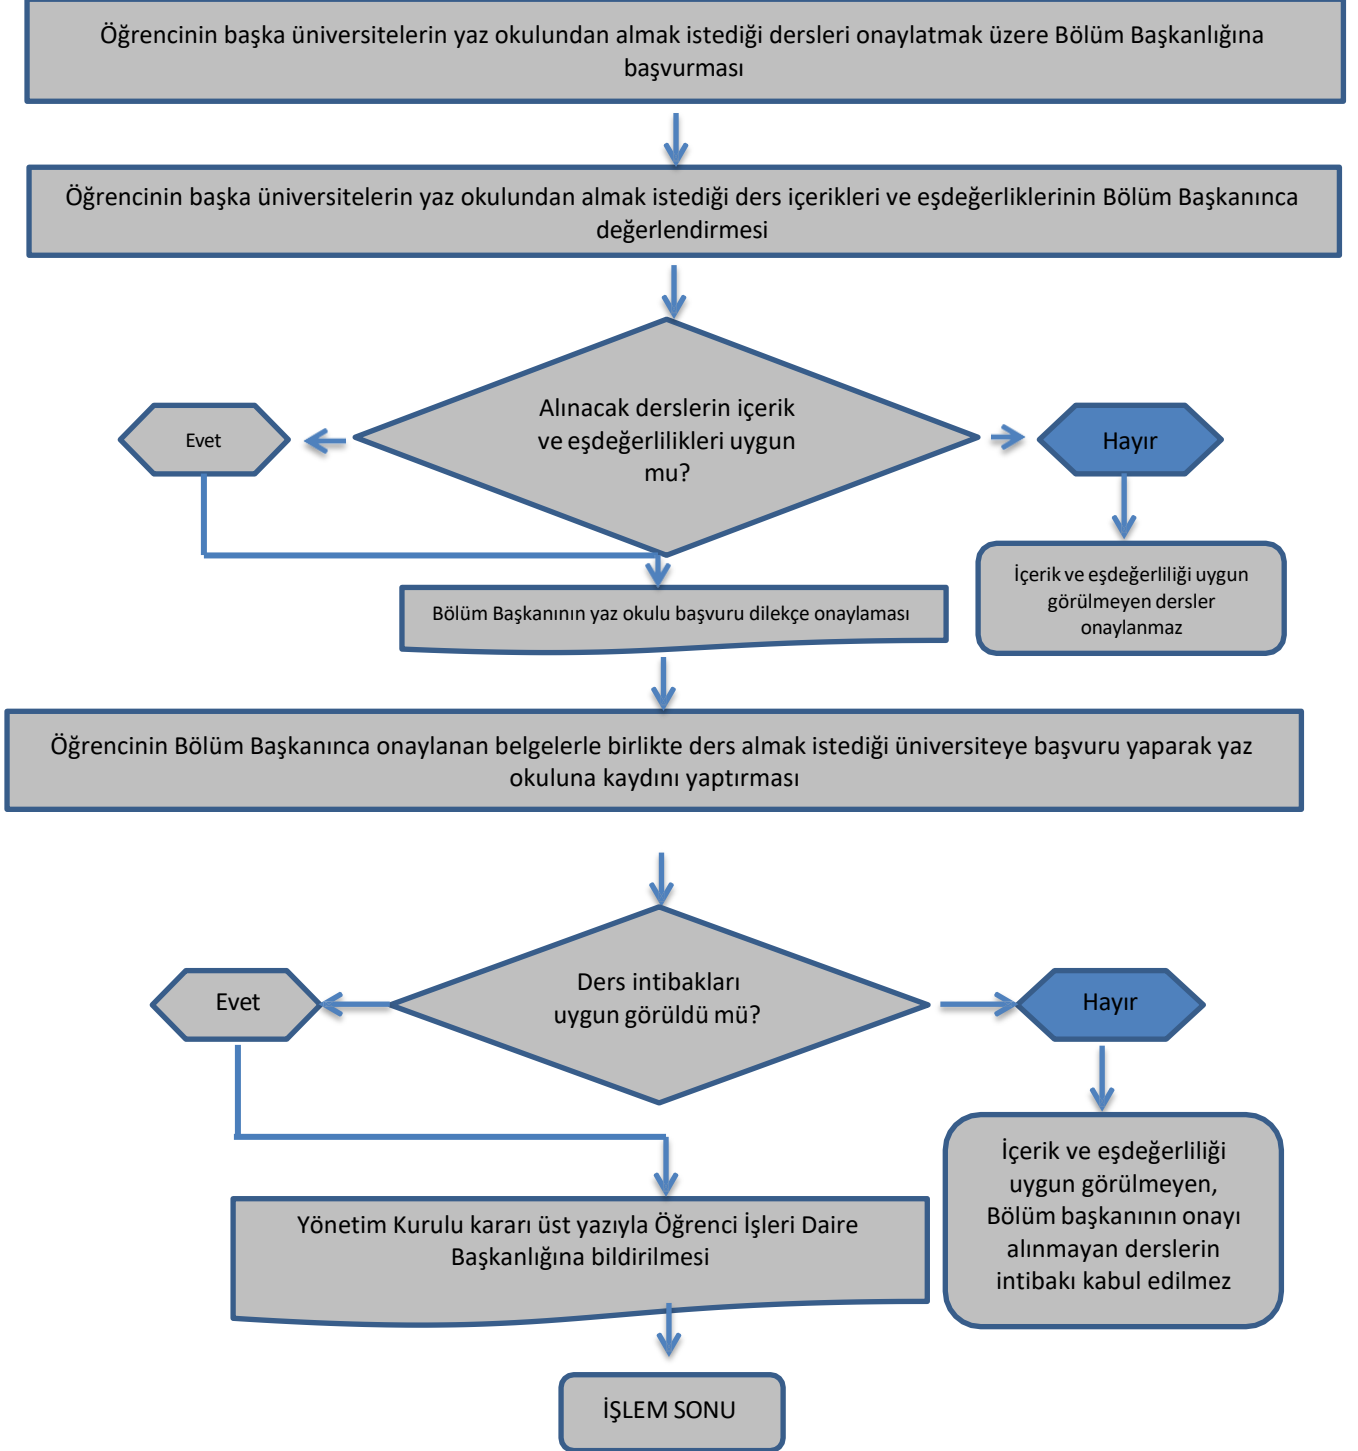 Öğrencinin başka üniversitelerin yaz okulundan almak istediği dersleri onaylatmak üzere Bölüm Başkanlığına
başvurması
Öğrencinin başka üniversitelerin yaz okulundan almak istediği ders içerikleri ve eşdeğerliklerinin Bölüm Başkanınca
değerlendirmesi
Alınacak derslerin içerik
ve eşdeğerlilikleri uygun
mu?
Evet
Hayır
İçerik ve eşdeğerliliği uygun
görülmeyen dersler
onaylanmaz
Bölüm Başkanının yaz okulu başvuru dilekçe onaylaması
Öğrencinin Bölüm Başkanınca onaylanan belgelerle birlikte ders almak istediği üniversiteye başvuru yaparak yaz
okuluna kaydını yaptırması
Ders intibakları
uygun görüldü mü?
Evet
Hayır
İçerik ve eşdeğerliliği
uygun görülmeyen,
Bölüm başkanının onayı
alınmayan derslerin
intibakı kabul edilmez
Yönetim Kurulu kararı üst yazıyla Öğrenci İşleri Daire
Başkanlığına bildirilmesi
İŞLEM SONU